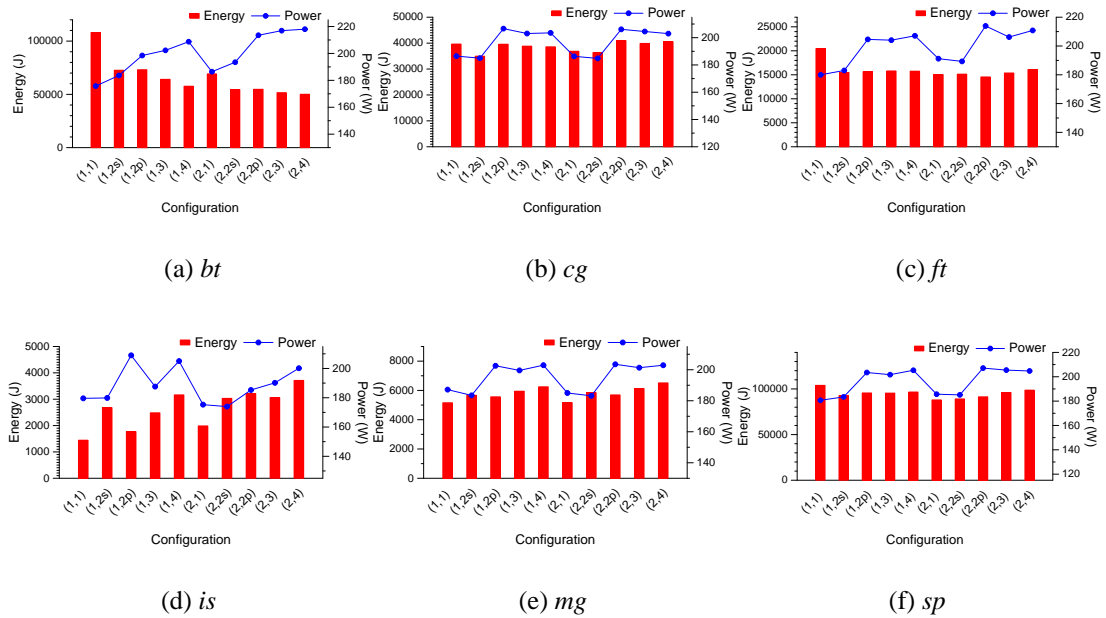 Energy Power
100000
50000
0
Energy (J)
220
200
180
160
140
Power (W)
(1,1) (1,2s) (1,2p) (1,3) (1,4) (2,1) (2,2s) (2,2p) (2,3) (2,4)
Configuration
(a) bt
Energy Power
50000
40000
30000
20000
10000
0
Energy (J)
200
180
160
140
120
Power (W)
(1,1) (1,2s) (1,2p) (1,3) (1,4) (2,1) (2,2s) (2,2p) (2,3) (2,4)
Configuration
(b) cg
Energy Power
25000
20000
15000
10000
5000
0
Energy (J)
220
200
180
160
140
Power (W)
(1,1) (1,2s) (1,2p) (1,3) (1,4) (2,1) (2,2s) (2,2p) (2,3) (2,4)
Configuration
(c) ft
Energy Power
5000
4000
3000
2000
1000
0
Energy (J)
200
180
160
140
Power (W)
(1,1) (1,2s) (1,2p) (1,3) (1,4) (2,1) (2,2s) (2,2p) (2,3) (2,4)
Configuration
(d) is
Energy Power
8000
6000
4000
2000
0
Energy (J)
200
180
160
140
Power (W)
(1,1) (1,2s) (1,2p) (1,3) (1,4) (2,1) (2,2s) (2,2p) (2,3) (2,4)
Configuration
(e) mg
Energy Power
100000
50000
0
Energy (J)
220
200
180
160
140
120
Power (W)
(1,1) (1,2s) (1,2p) (1,3) (1,4) (2,1) (2,2s) (2,2p) (2,3) (2,4)
Configuration
(f) sp